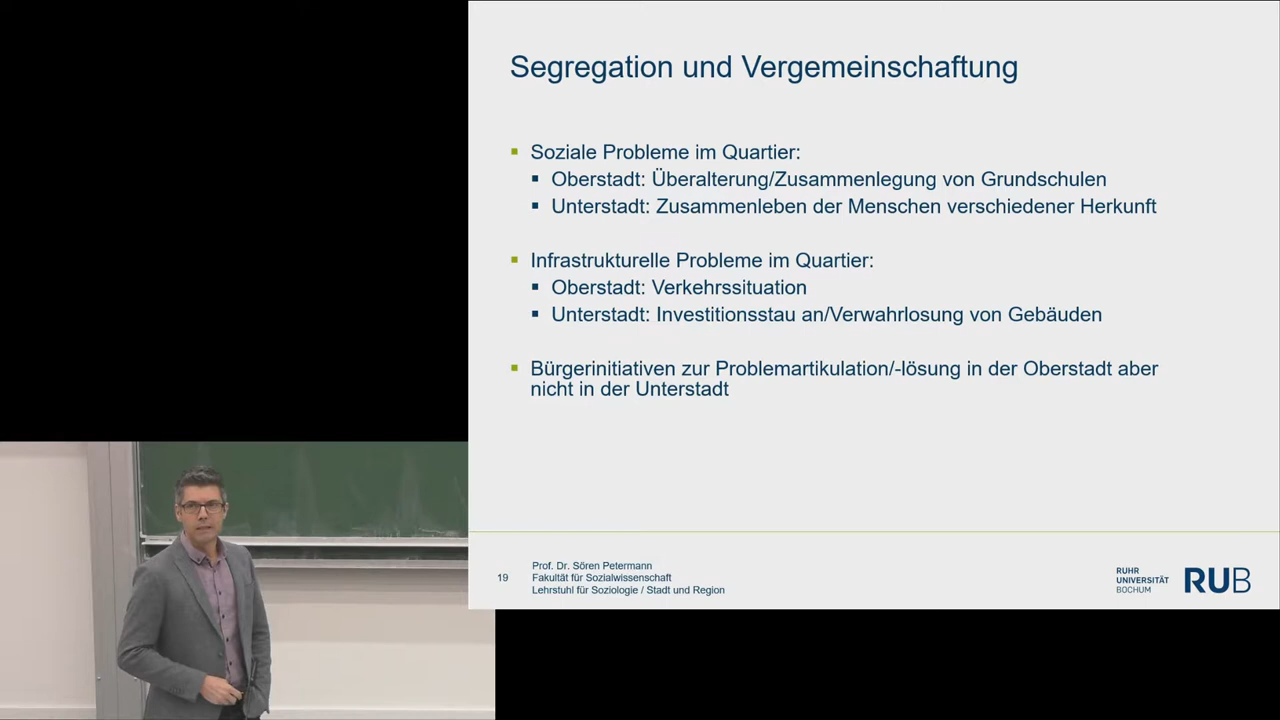 Segregation und Vergemeinschaftung
Soziale Probleme im Quartier:
Oberstadt: Überalterung/Zusammenlegung von Grundschulen
Unterstadt: Zusammenleben der Menschen verschiedener Herkunft
Infrastrukturelle Probleme im Quartier:
Oberstadt: Verkehrssituation
Unterstadt: Investitionsstau an/Verwahrlosung von Gebäuden
Bürgerinitiativen zur Problemartikulation/-lösung in der Oberstadt aber
nicht in der Unterstadt
19
Prof. Dr. Sören Petermann
Fakultät für Sozialwissenschaft
Lehrstuhl für Soziologie / Stadt und Region
RUHR
UNIVERSITÄT
BOCHUM
RUB